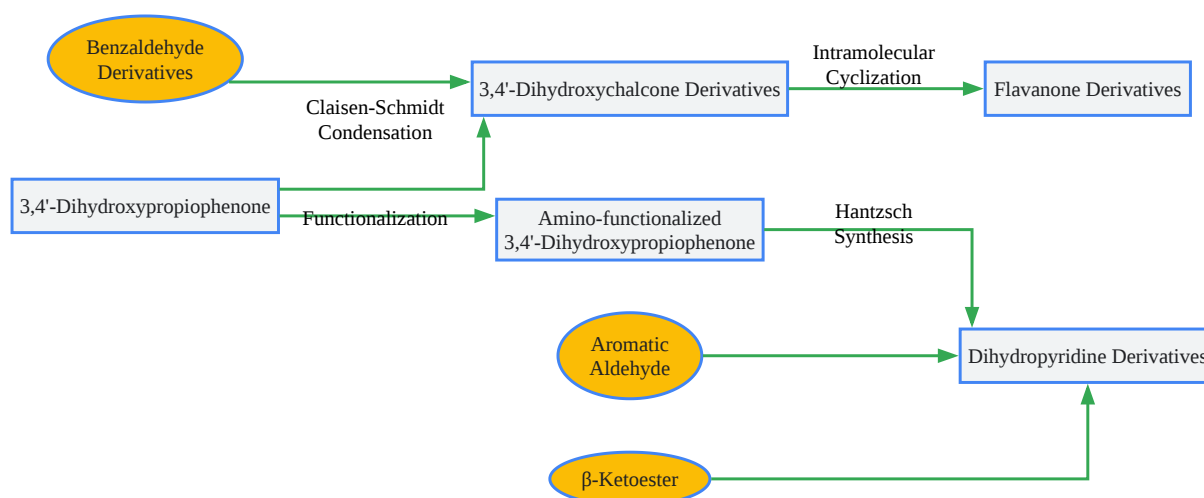 Benzaldehyde
Derivatives
Claisen-Schmidt
Condensation
3,4'-Dihydroxychalcone Derivatives
Intramolecular
Cyclization
Flavanone Derivatives
3,4'-Dihydroxypropiophenone
Functionalization
Amino-functionalized
3,4'-Dihydroxypropiophenone
Hantzsch
Synthesis
Aromatic
Aldehyde
Dihydropyridine Derivatives
β-Ketoester